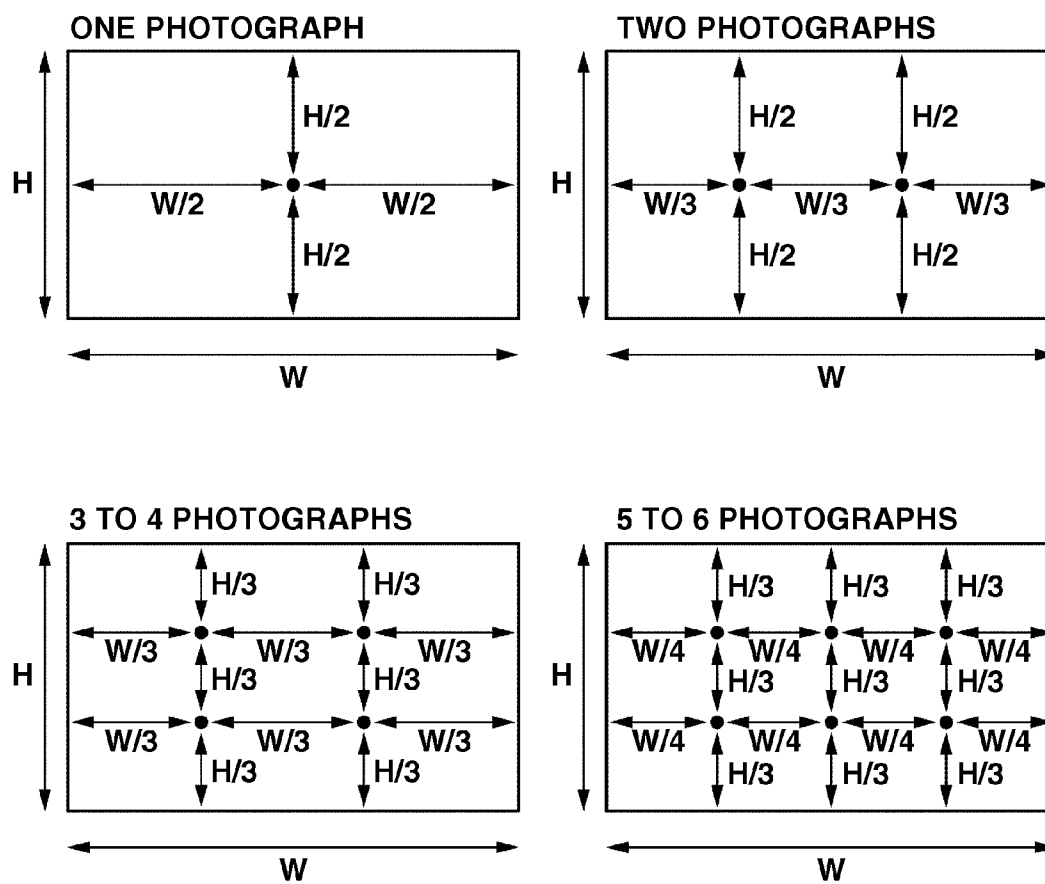 ONE PHOTOGRAPH
H/2
H
W/2 W/2
H/2
W
TWO PHOTOGRAPHS
H/2 H/2
H
W/3 W/3 W/3
H/2 H/2
W
3 TO 4 PHOTOGRAPHS
H/3 H/3
W/3 W/3 W/3
H H/3 H/3
W/3 W/3 W/3
H/3 H/3
W
5 TO 6 PHOTOGRAPHS
H/3 H/3 H/3
W/4 W/4 W/4 W/4
H H/3 H/3 H/3
W/4 W/4 W/4 W/4
H/3 H/3 H/3
W